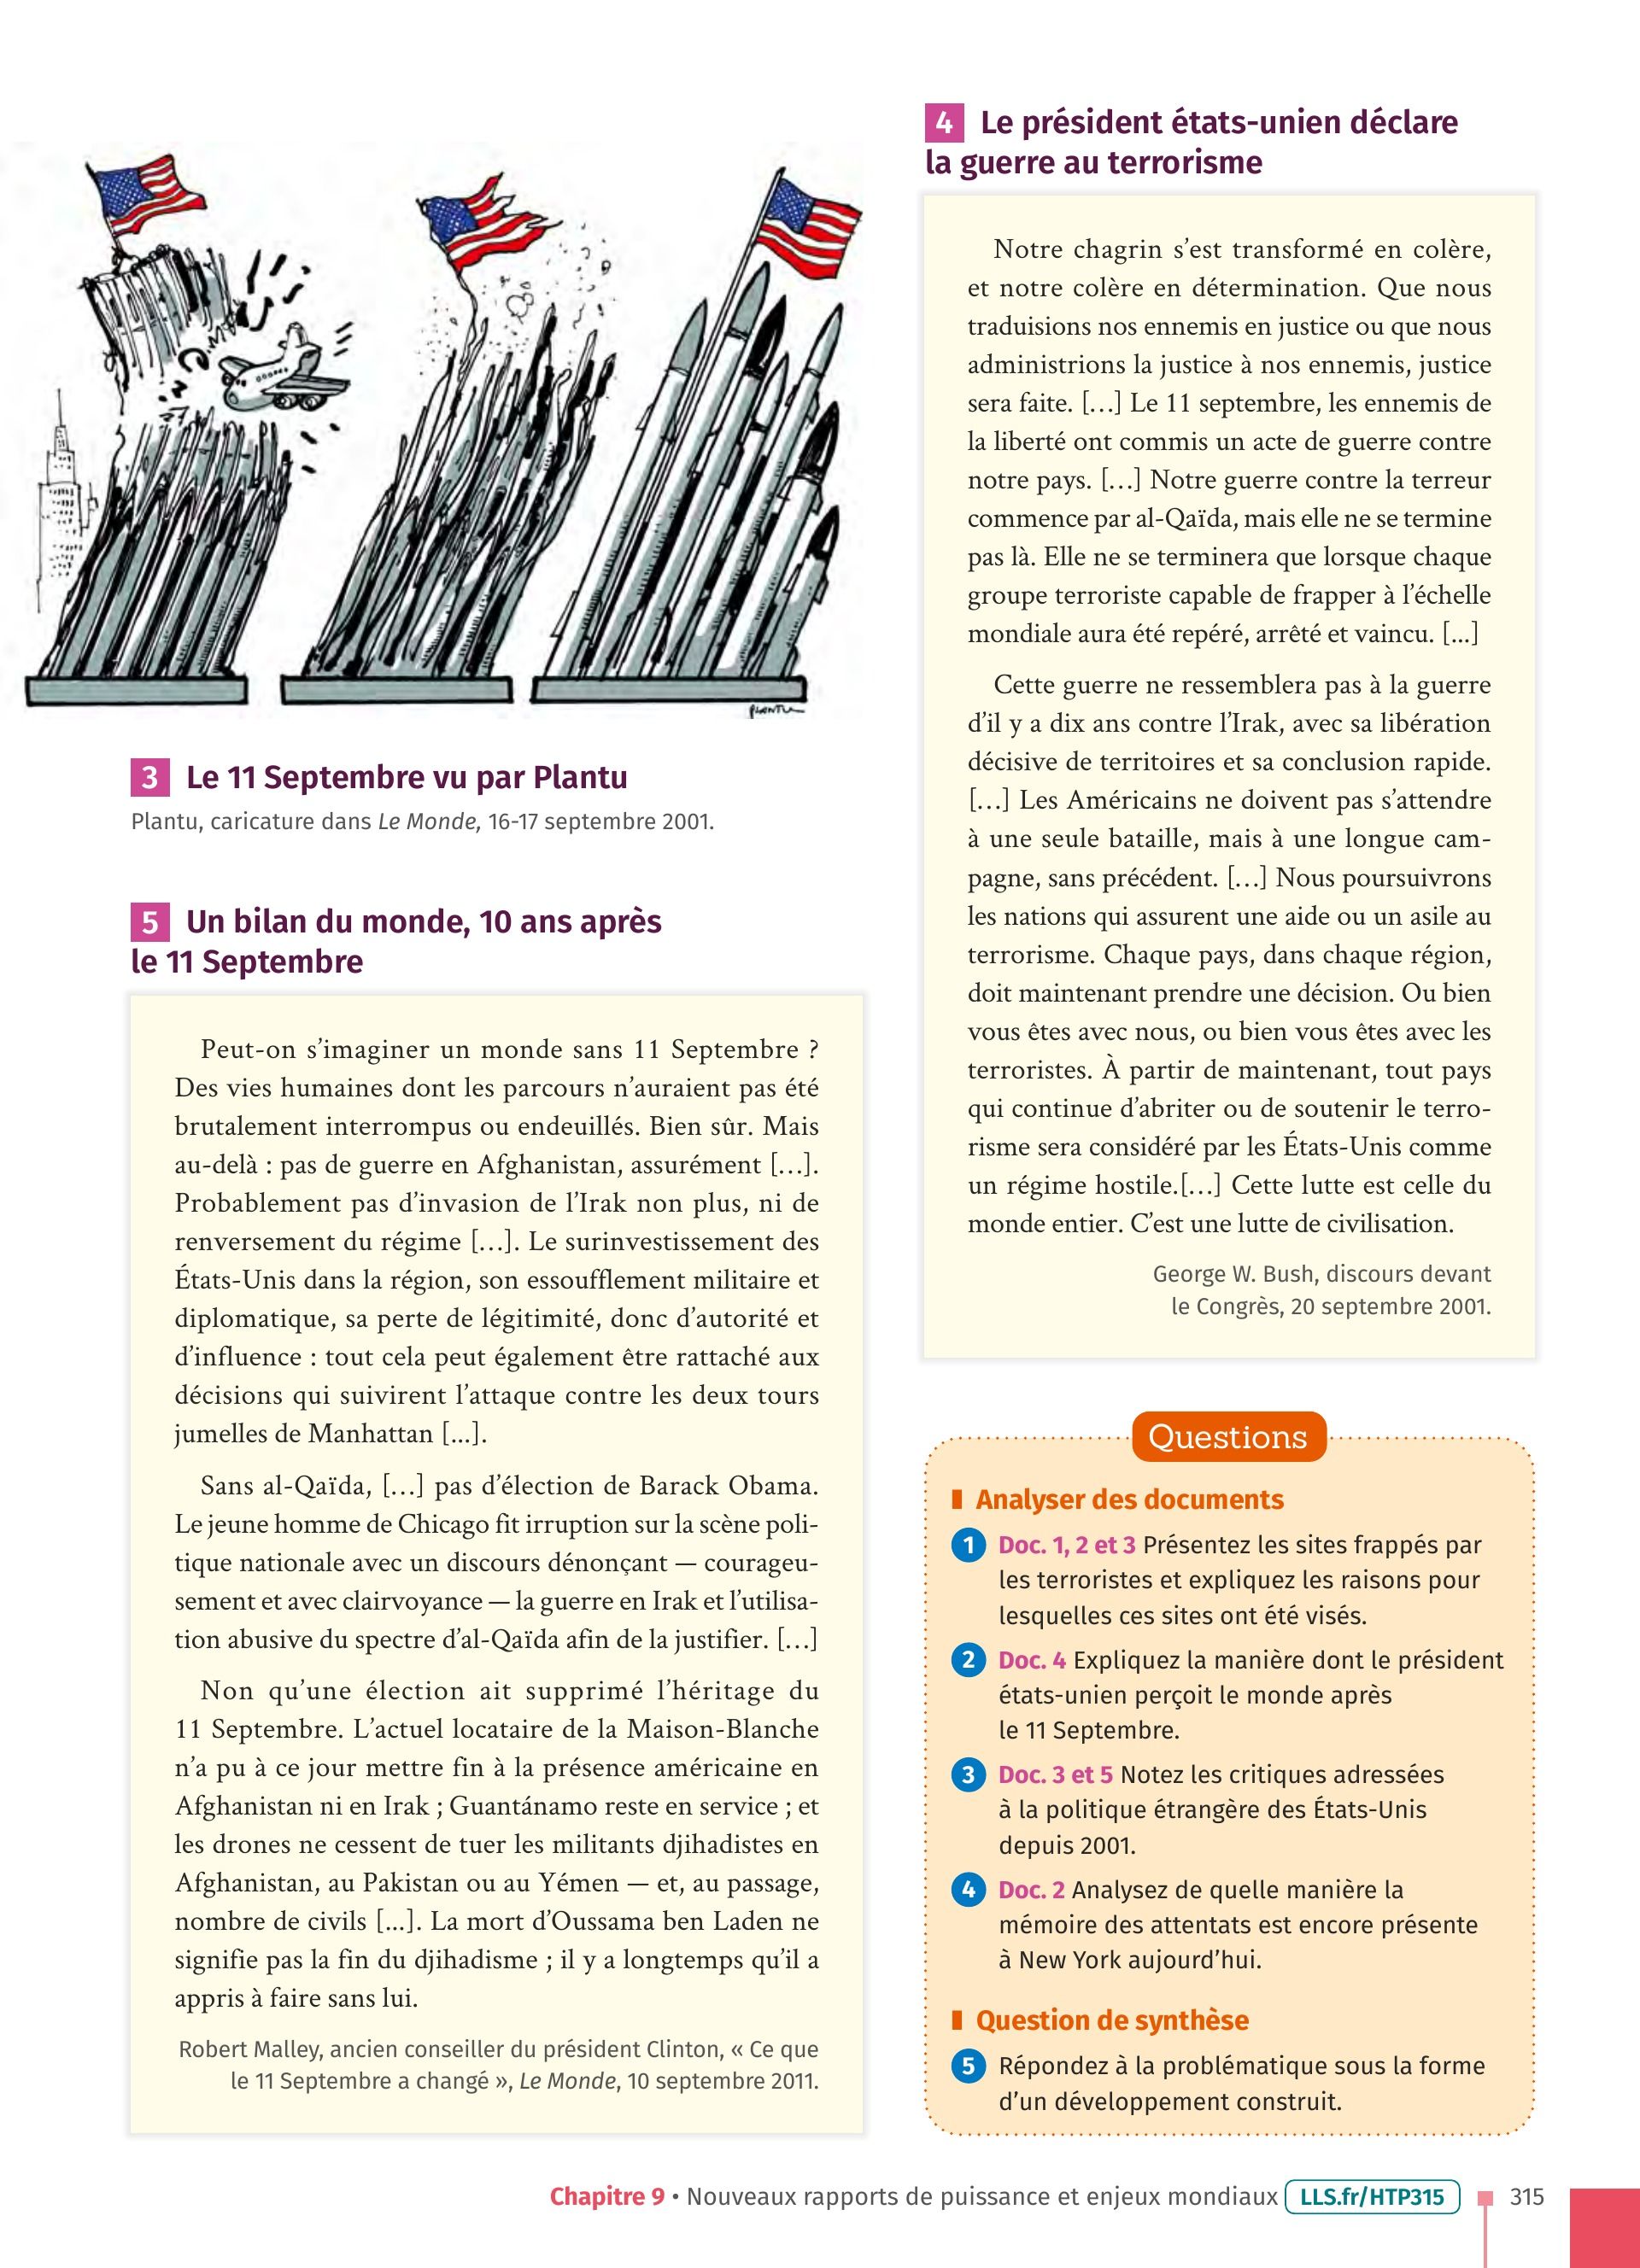 PLANTU
3 Le 11 Septembre vu par Plantu
Plantu, caricature dans Le Monde, 16-17 septembre 2001.
5 Un bilan du monde, 10 ans après
le 11 Septembre
Peut-on s’imaginer un monde sans 11 Septembre ?
Des vies humaines dont les parcours n’auraient pas été
brutalement interrompus ou endeuillés. Bien sûr. Mais
au-delà : pas de guerre en Afghanistan, assurément […].
Probablement pas d’invasion de l’Irak non plus, ni de
renversement du régime […]. Le surinvestissement des
États-Unis dans la région, son essoufflement militaire et
diplomatique, sa perte de légitimité, donc d’autorité et
d’influence : tout cela peut également être rattaché aux
décisions qui suivirent l’attaque contre les deux tours
jumelles de Manhattan [...].
Sans al-Qaïda, […] pas d’élection de Barack Obama.
Le jeune homme de Chicago fit irruption sur la scène poli-
tique nationale avec un discours dénonçant — courageu-
sement et avec clairvoyance — la guerre en Irak et l’utilisa-
tion abusive du spectre d’al-Qaïda afin de la justifier. […]
Non qu’une élection ait supprimé l’héritage du
11 Septembre. L’actuel locataire de la Maison-Blanche
n’a pu à ce jour mettre fin à la présence américaine en
Afghanistan ni en Irak ; Guantánamo reste en service ; et
les drones ne cessent de tuer les militants djihadistes en
Afghanistan, au Pakistan ou au Yémen — et, au passage,
nombre de civils [...]. La mort d’Oussama ben Laden ne
signifie pas la fin du djihadisme ; il y a longtemps qu’il a
appris à faire sans lui.
Robert Malley, ancien conseiller du président Clinton, « Ce que
le 11 Septembre a changé », Le Monde, 10 septembre 2011.
4 Le président états-unien déclare
la guerre au terrorisme
Notre chagrin s’est transformé en colère,
et notre colère en détermination. Que nous
traduisions nos ennemis en justice ou que nous
administrions la justice à nos ennemis, justice
sera faite. […] Le 11 septembre, les ennemis de
la liberté ont commis un acte de guerre contre
notre pays. […] Notre guerre contre la terreur
commence par al-Qaïda, mais elle ne se termine
pas là. Elle ne se terminera que lorsque chaque
groupe terroriste capable de frapper à l’échelle
mondiale aura été repéré, arrêté et vaincu. [...]
Cette guerre ne ressemblera pas à la guerre
d’il y a dix ans contre l’Irak, avec sa libération
décisive de territoires et sa conclusion rapide.
[…] Les Américains ne doivent pas s’attendre
à une seule bataille, mais à une longue cam-
pagne, sans précédent. […] Nous poursuivrons
les nations qui assurent une aide ou un asile au
terrorisme. Chaque pays, dans chaque région,
doit maintenant prendre une décision. Ou bien
vous êtes avec nous, ou bien vous êtes avec les
terroristes. À partir de maintenant, tout pays
qui continue d’abriter ou de soutenir le terro-
risme sera considéré par les États-Unis comme
un régime hostile.[…] Cette lutte est celle du
monde entier. C’est une lutte de civilisation.
George W. Bush, discours devant
le Congrès, 20 septembre 2001.
Questions
Analyser des documents
1 Doc. 1, 2 et 3 Présentez les sites frappés par
les terroristes et expliquez les raisons pour
lesquelles ces sites ont été visés.
2 Doc. 4 Expliquez la manière dont le président
états-unien perçoit le monde après
le 11 Septembre.
3 Doc. 3 et 5 Notez les critiques adressées
à la politique étrangère des États-Unis
depuis 2001.
4 Doc. 2 Analysez de quelle manière la
mémoire des attentats est encore présente
à New York aujourd’hui.
Question de synthèse
5 Répondez à la problématique sous la forme
d’un développement construit.
Chapitre 9 • Nouveaux rapports de puissance et enjeux mondiaux LLS.fr/HTP315 315